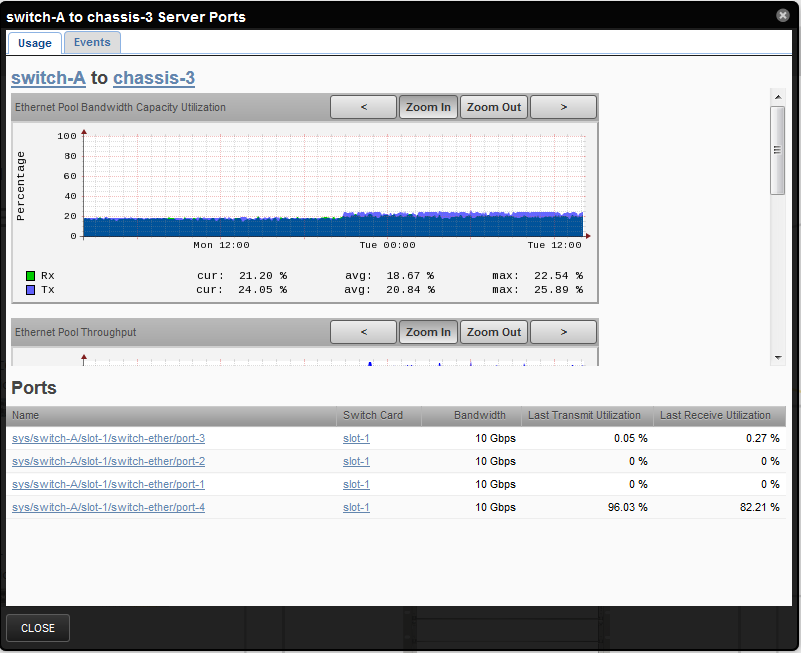 switch-A to chassis-3 Server Ports
Usage Events
switch-A to chassis-3
Ethernet Pool Bandwidth Capacity Utilization < Zoom In Zoom Out >
Percentage
100
80
60
40
20
0
Mon 12:00 Tue 00:00 Tue 12:00
Rx cur: 21.20 % avg: 18.67 % max: 22.54 %
Tx cur: 24.05 % avg: 20.84 % max: 25.89 %
Ethernet Pool Throughput < Zoom In Zoom Out >
Ports
Name Switch Card Bandwidth Last Transmit Utilization Last Receive Utilization
sys/switch-A/slot-1/switch-ether/port-3 slot-1 10 Gbps 0.05 % 0.27 %
sys/switch-A/slot-1/switch-ether/port-2 slot-1 10 Gbps 0 % 0 %
sys/switch-A/slot-1/switch-ether/port-1 slot-1 10 Gbps 0 % 0 %
sys/switch-A/slot-1/switch-ether/port-4 slot-1 10 Gbps 96.03 % 82.21 %
CLOSE